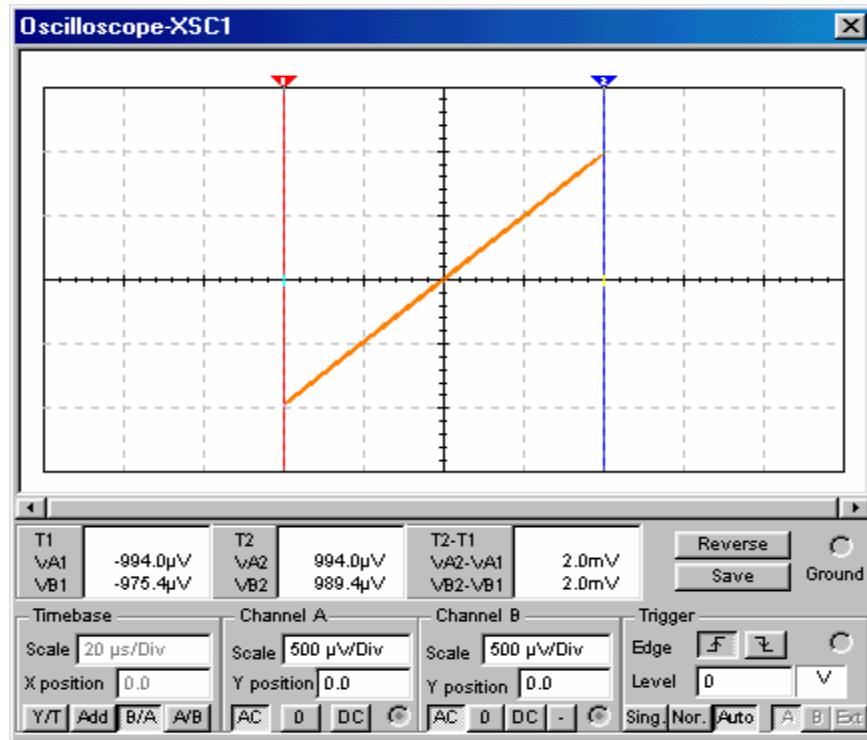 Oscilloscope-XSC1
1 2
T1 T2 T2-T1
VA1 -994.0µV VA2 994.0µV VA2-VA1 2.0mV
VB1 -975.4µV VB2 989.4µV VB2-VB1 2.0mV
Reverse
Save
Ground
Timebase
Scale 20 µs/Div
X position 0.0
Y/T Add B/A A/B
Channel A
Scale 500 µV/Div
Y position 0.0
AC 0 DC
Channel B
Scale 500 µV/Div
Y position 0.0
AC 0 DC -
Trigger
Edge
Level 0 V
Sing. Nor. Auto A B Ext